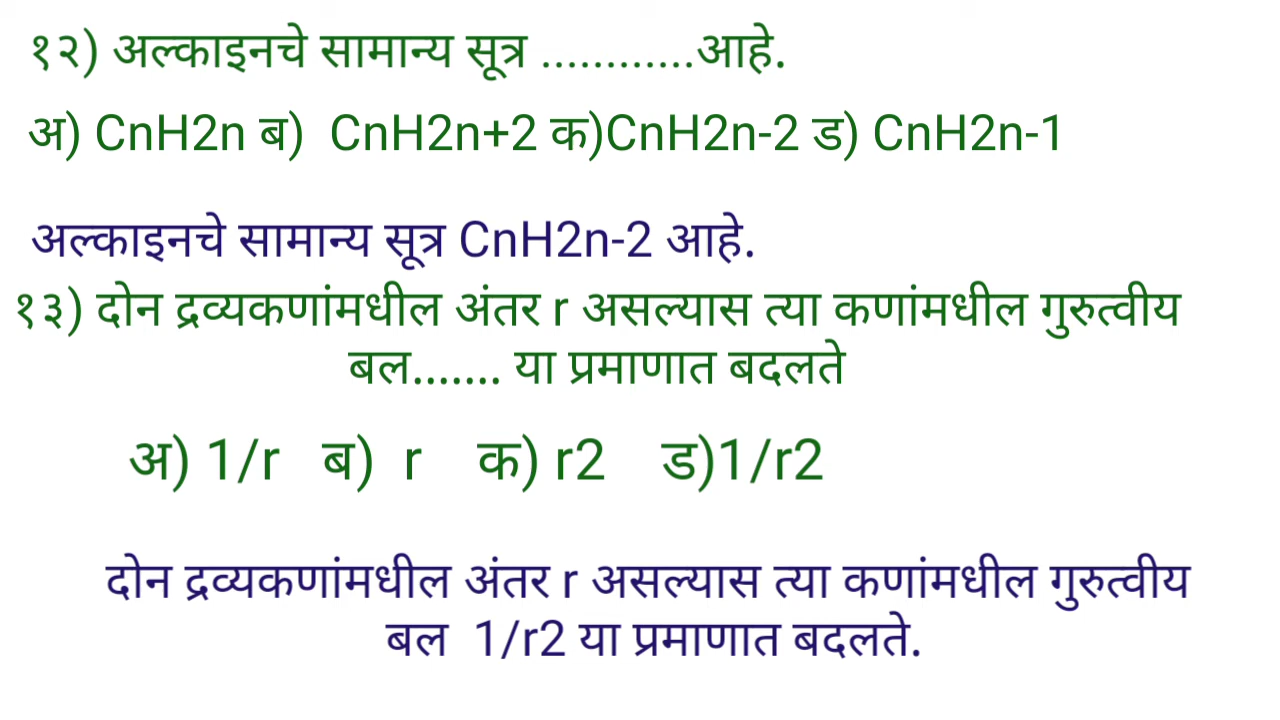 १२) अल्काइनचे सामान्य सूत्र ............आहे.
अ) CnH2n ब) CnH2n+2 क)CnH2n-2 ड) CnH2n-1
अल्काइनचे सामान्य सूत्र CnH2n-2 आहे.
१३) दोन द्रव्यकणांमधील अंतर r असल्यास त्या कणांमधील गुरुत्वीय
बल....... या प्रमाणात बदलते
अ) 1/r ब) r क) r2 ड)1/r2
दोन द्रव्यकणांमधील अंतर r असल्यास त्या कणांमधील गुरुत्वीय
बल 1/r2 या प्रमाणात बदलते.